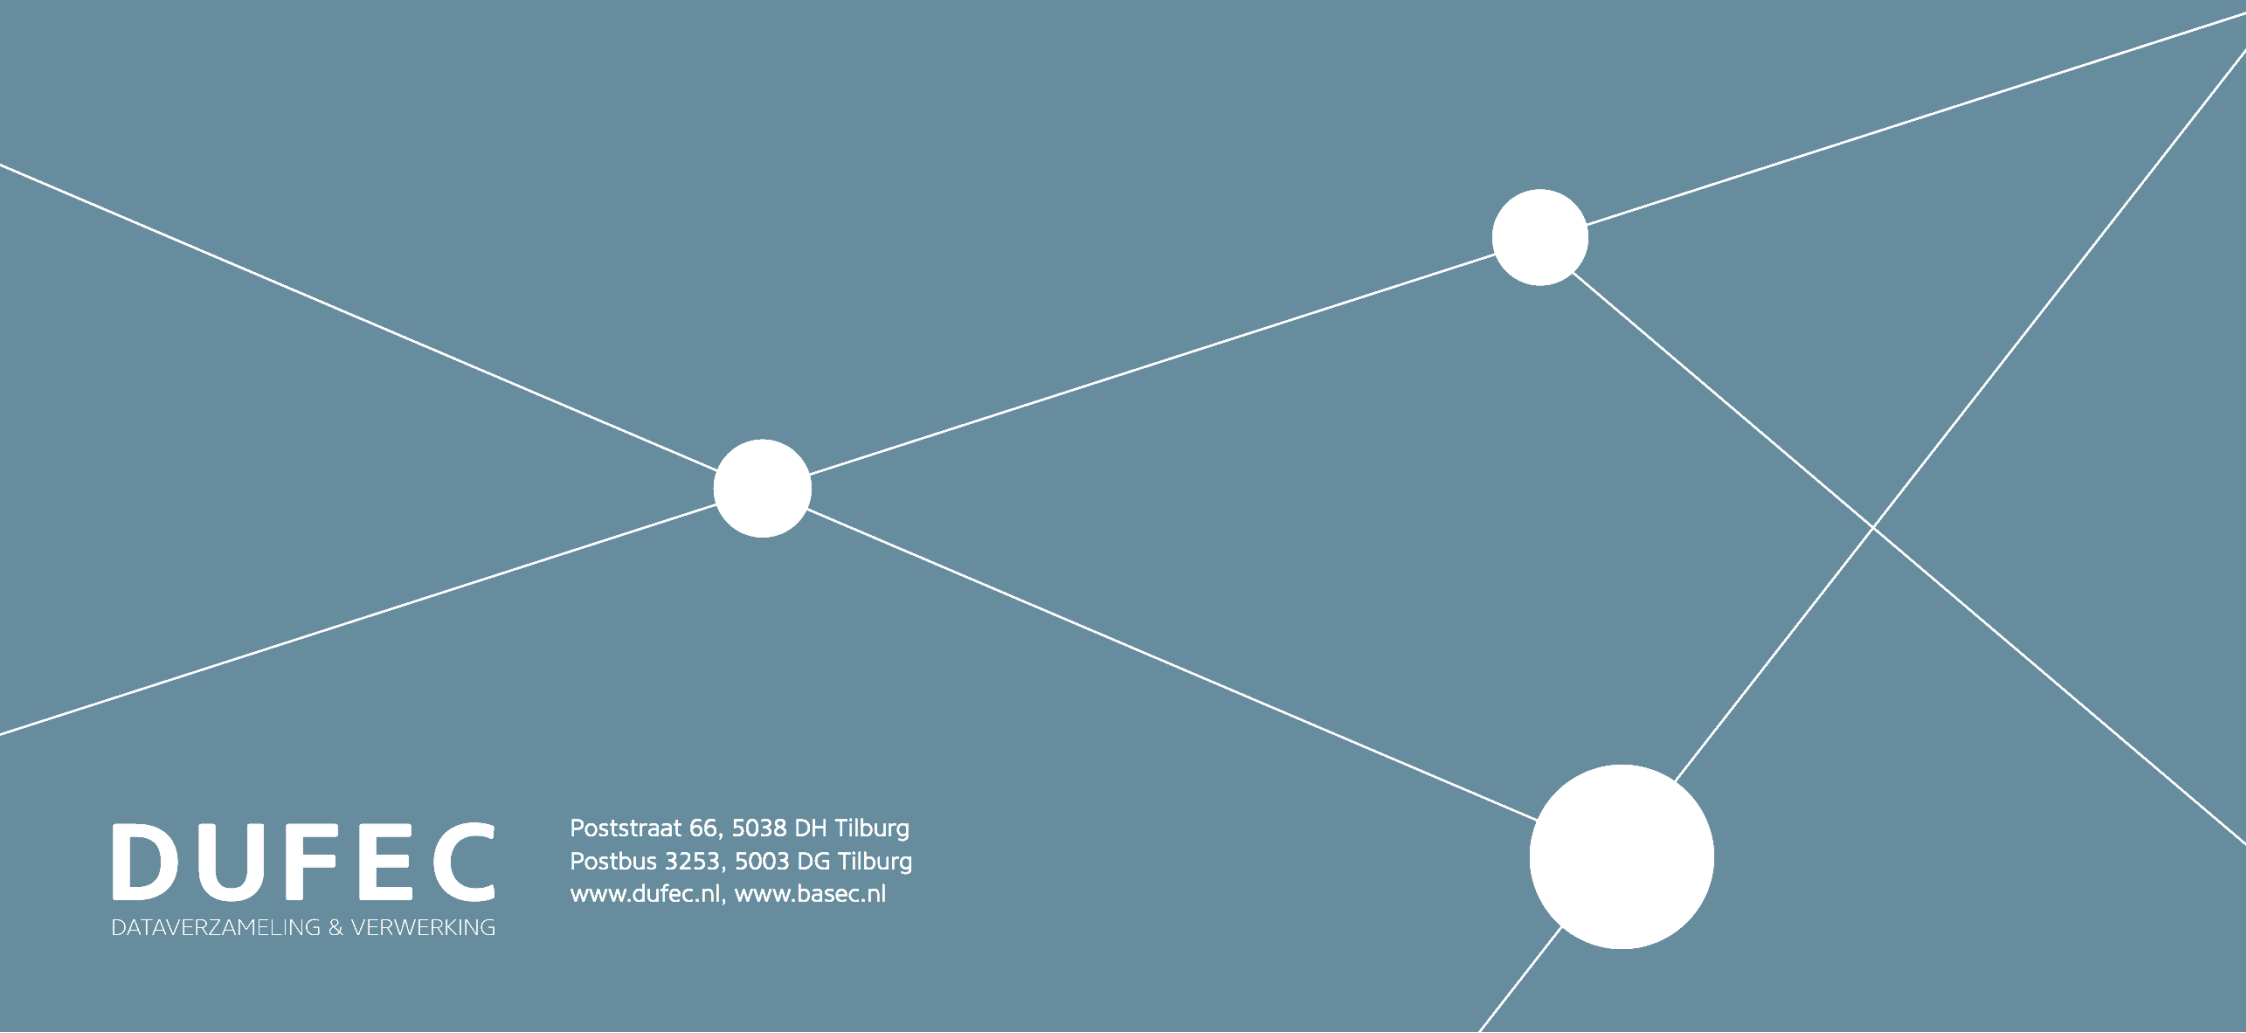 DUFEC
DATAVERZAMELING & VERWERKING
Poststraat 66, 5038 DH Tilburg
Postbus 3253, 5003 DG Tilburg
www.dufec.nl, www.basec.nl